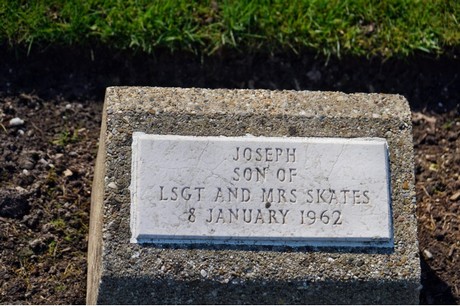 JOSEPH
SON OF
LSGT AND MRS SKATES
8 JANUARY 1962